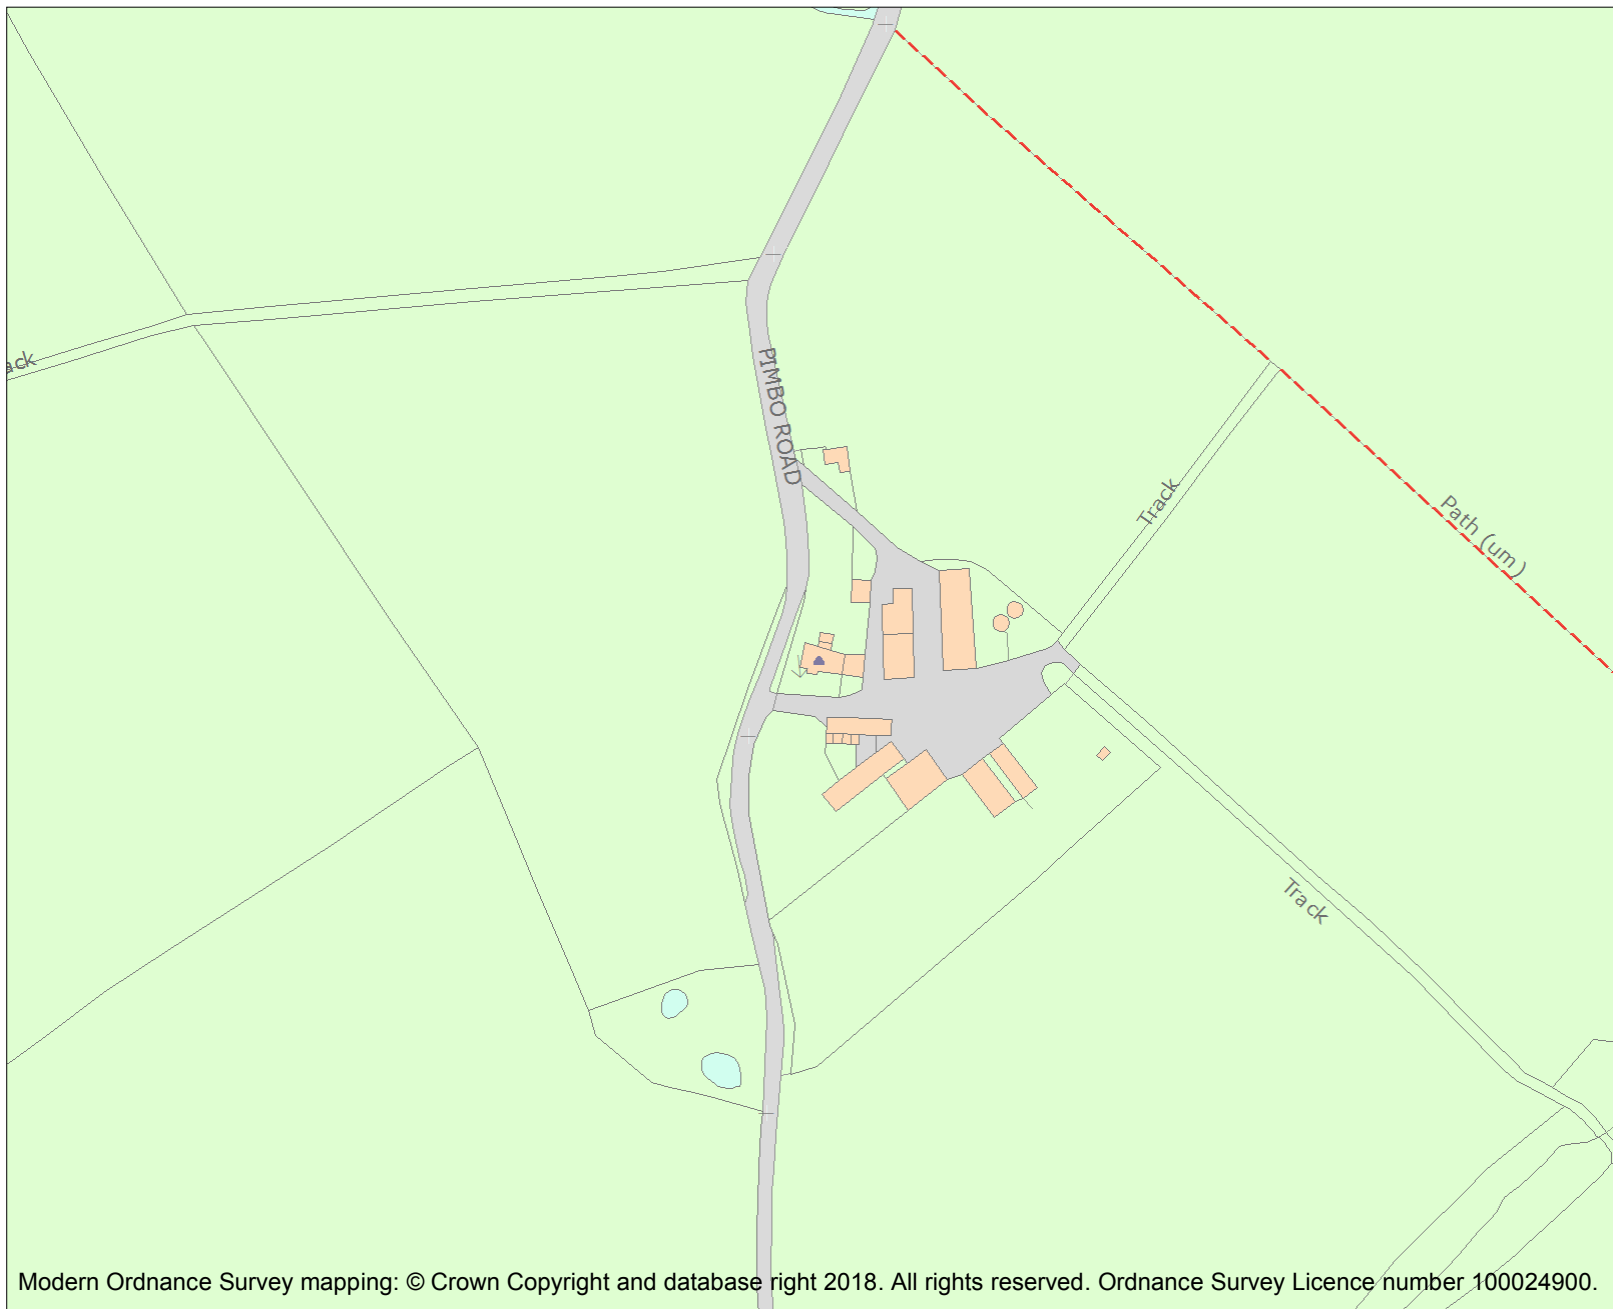 ack
PIMBO ROAD
Track
Path (um)
Track
Modern Ordnance Survey mapping: © Crown Copyright and database right 2018. All rights reserved. Ordnance Survey Licence number 100024900.